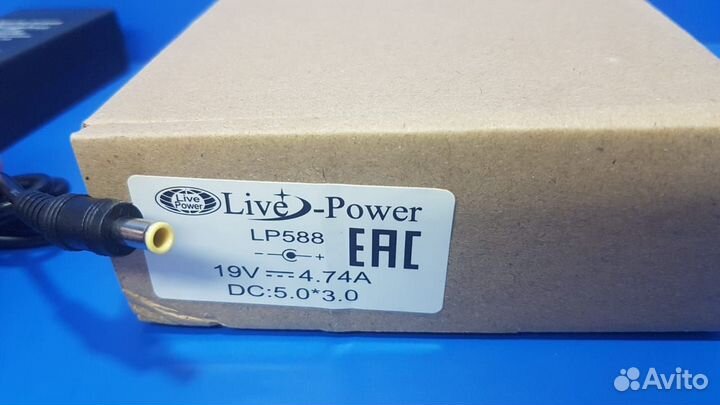 Live Power
Live-Power
LP588
EAC
- +
19V 4.74A
DC:5.0*3.0
Avito